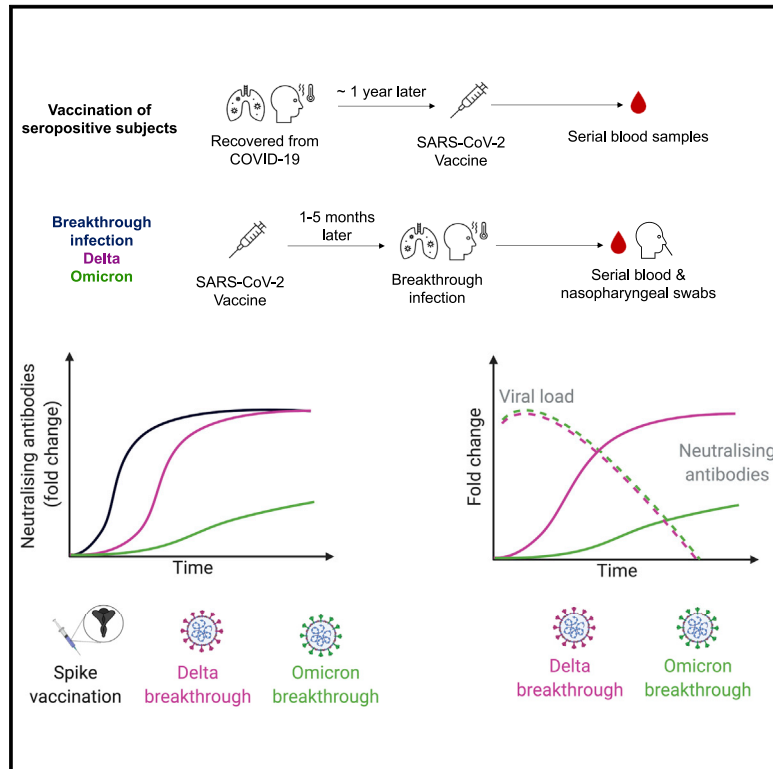 Vaccination of
seropositive subjects
Recovered from
COVID-19
~ 1 year later
SARS-CoV-2
Vaccine
Serial blood samples
Breakthrough
infection
Delta
Omicron
SARS-CoV-2
Vaccine
1-5 months
later
Breakthrough
infection
Serial blood &
nasopharyngeal swabs
Neutralising antibodies
(fold change)
Time
Fold change
Viral load
Neutralising
antibodies
Time
Spike
vaccination
Delta
breakthrough
Omicron
breakthrough
Delta
breakthrough
Omicron
breakthrough